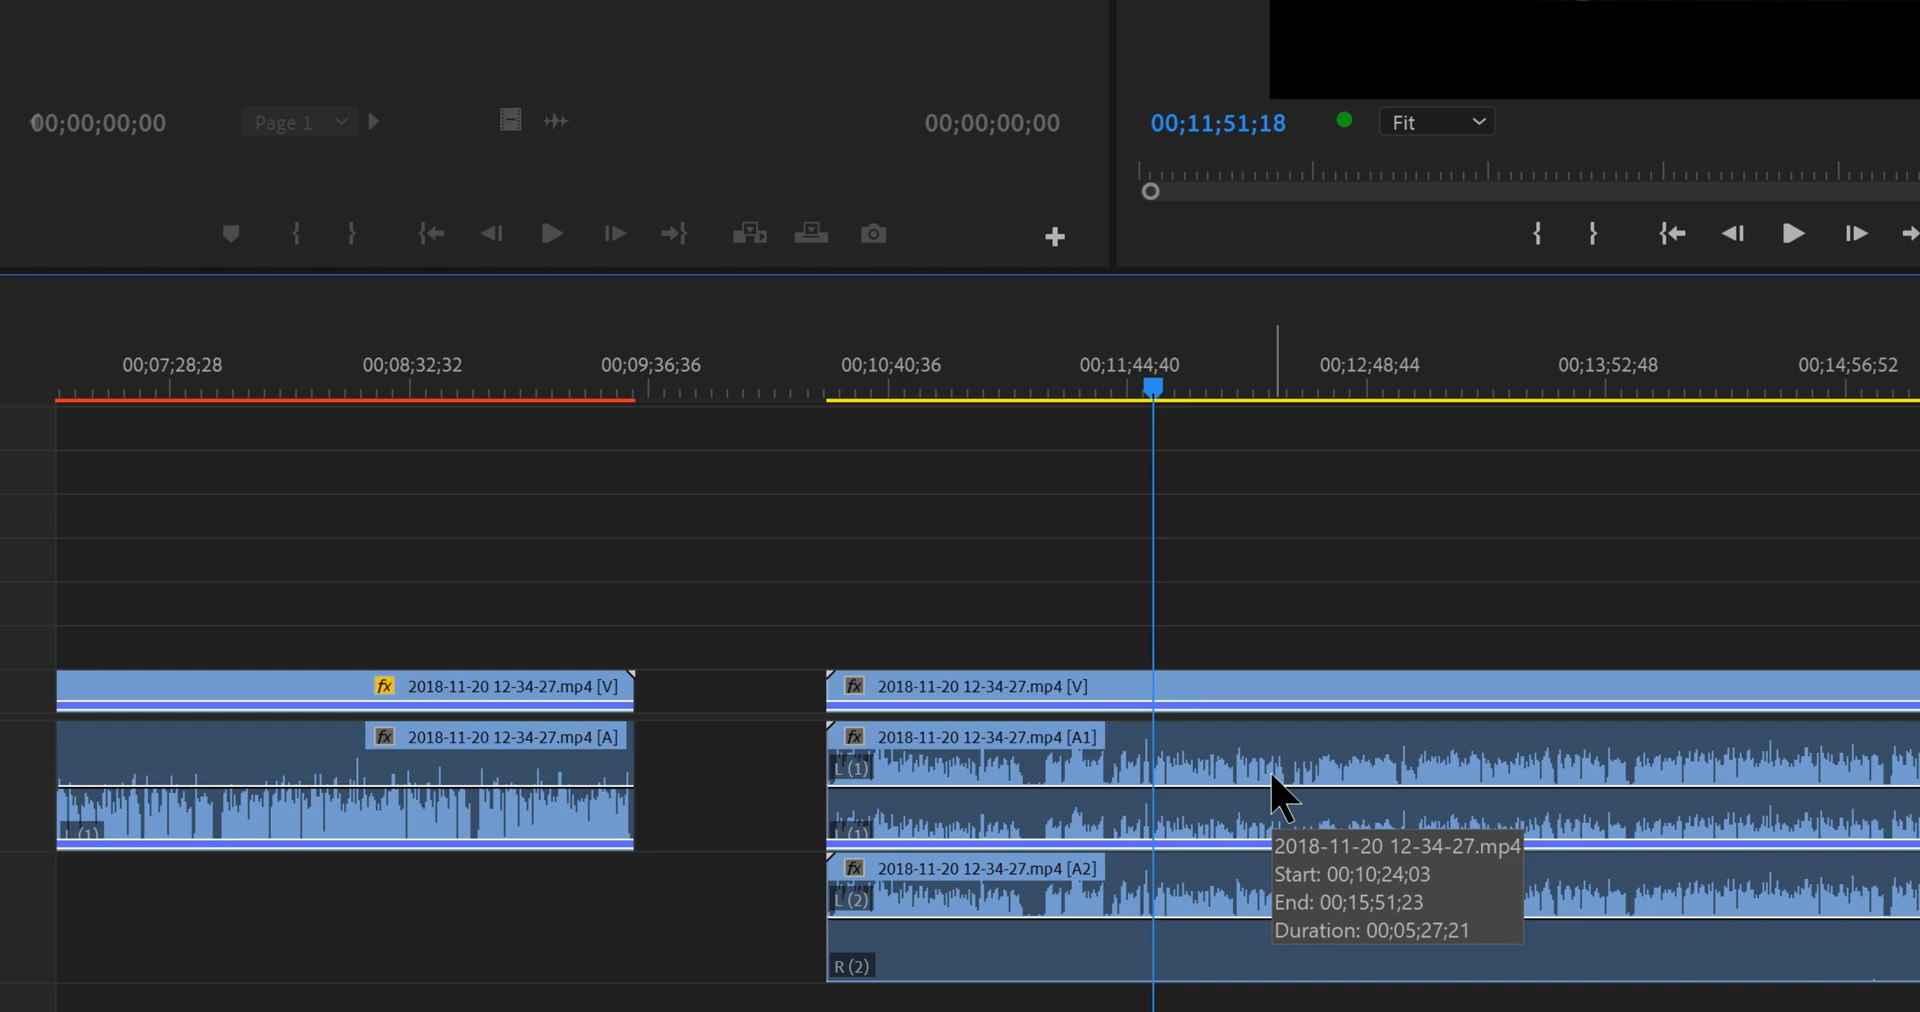 00;00;00;00
Page 1
00;00;00;00
00;11;51;18
Fit
00;07;28;28
00;08;32;32
00;09;36;36
00;10;40;36
00;11;44;40
00;12;48;44
00;13;52;48
00;14;56;52
fx 2018-11-20 12-34-27.mp4 [V]
fx 2018-11-20 12-34-27.mp4 [V]
fx 2018-11-20 12-34-27.mp4 [A]
fx 2018-11-20 12-34-27.mp4 [A1]
L (1)
(1)
(1)
2018-11-20 12-34-27.mp4
Start: 00;10;24;03
End: 00;15;51;23
Duration: 00;05;27;21
fx 2018-11-20 12-34-27.mp4 [A2]
L (2)
R (2)